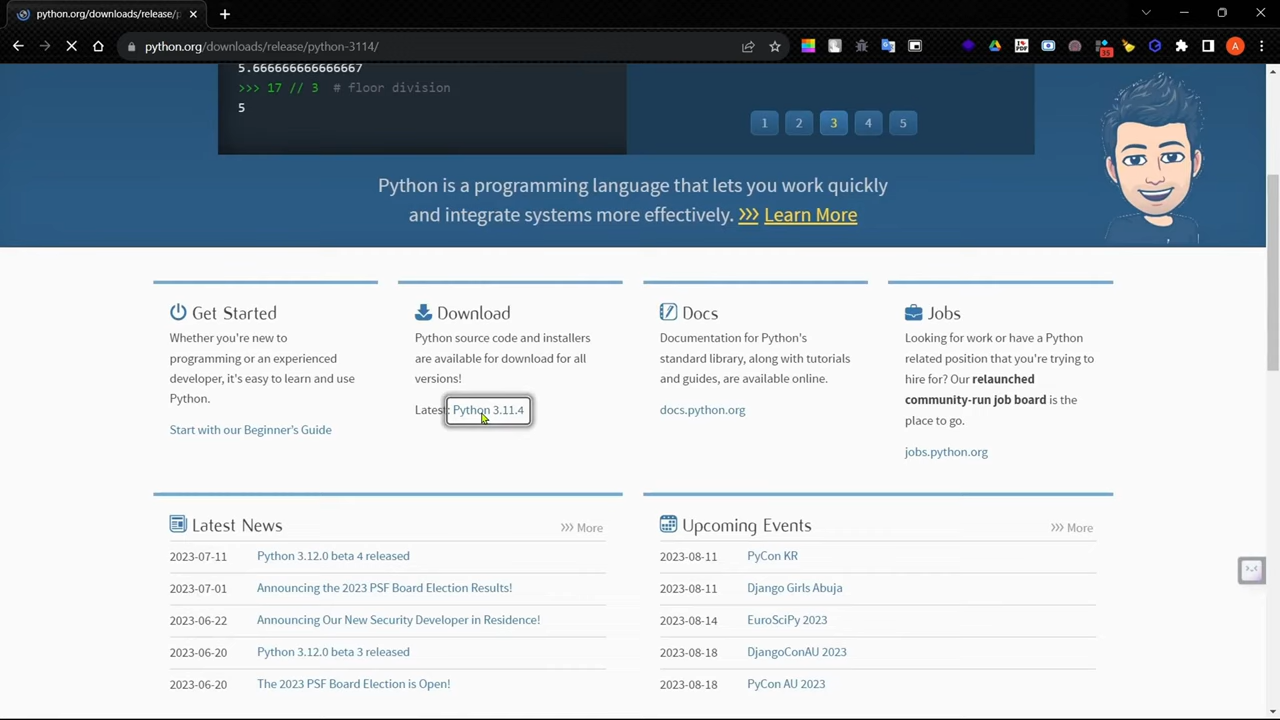 python.org/downloads/release/p
python.org/downloads/release/python-3114/
35
A
5.666666666666667
>>> 17 // 3  # floor division
5
1 2 3 4 5
Python is a programming language that lets you work quickly
and integrate systems more effectively. >>> Learn More
Get Started
Whether you're new to
programming or an experienced
developer, it's easy to learn and use
Python.
Start with our Beginner's Guide
Download
Python source code and installers
are available for download for all
versions!
Latest: Python 3.11.4
Docs
Documentation for Python's
standard library, along with tutorials
and guides, are available online.
docs.python.org
Jobs
Looking for work or have a Python
related position that you're trying to
hire for? Our relaunched
community-run job board is the
place to go.
jobs.python.org
Latest News
>>> More
2023-07-11 Python 3.12.0 beta 4 released
2023-07-01 Announcing the 2023 PSF Board Election Results!
2023-06-22 Announcing Our New Security Developer in Residence!
2023-06-20 Python 3.12.0 beta 3 released
2023-06-20 The 2023 PSF Board Election is Open!
Upcoming Events
>>> More
2023-08-11 PyCon KR
2023-08-11 Django Girls Abuja
2023-08-14 EuroSciPy 2023
2023-08-18 DjangoConAU 2023
2023-08-18 PyCon AU 2023